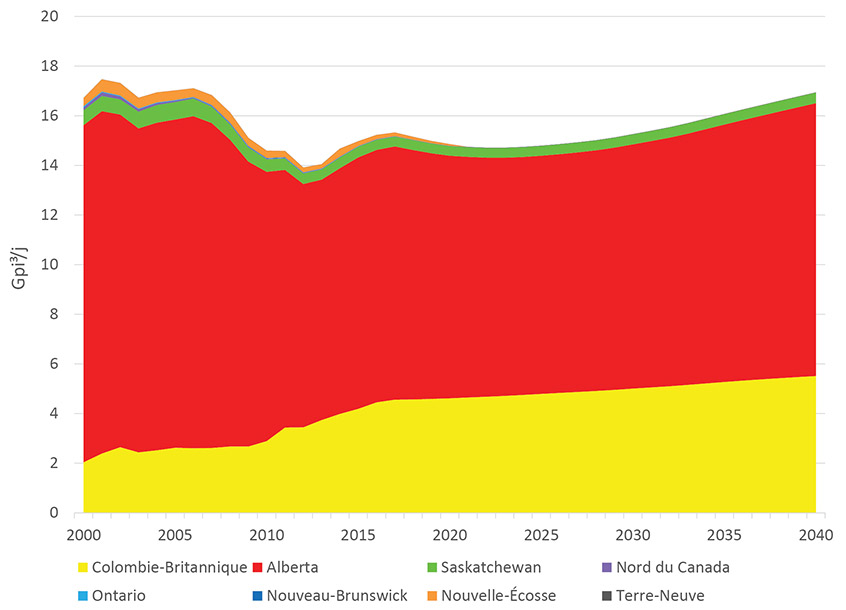 20
18
16
14
12
10
8
6
4
2
0
Gpi³/j
2000 2005 2010 2015 2020 2025 2030 2035 2040
Colombie-Britannique Alberta Saskatchewan Nord du Canada
Ontario Nouveau-Brunswick Nouvelle-Écosse Terre-Neuve